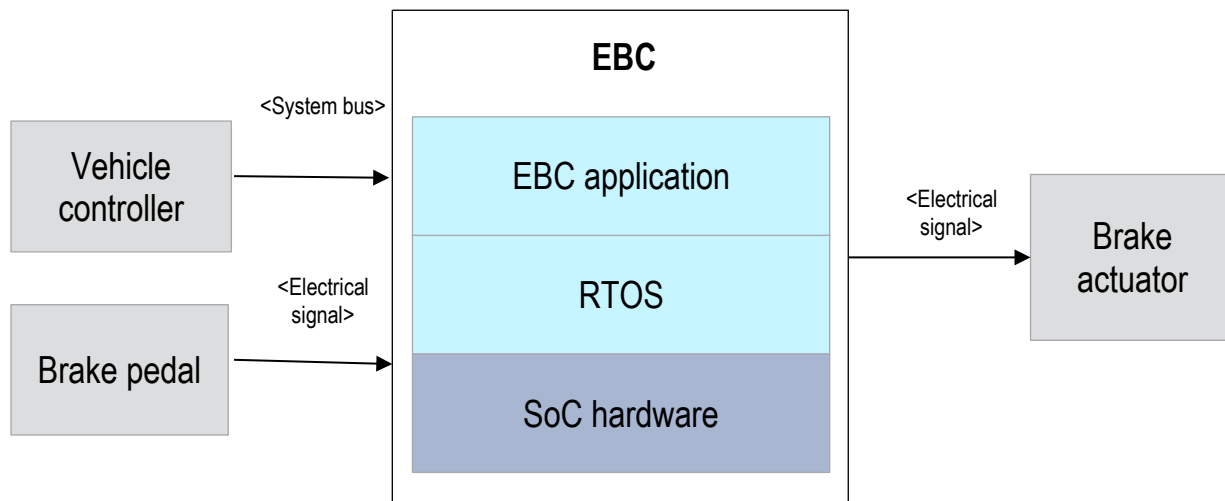 EBC
<System bus>
Vehicle
controller
EBC application
<Electrical
signal>
Brake
actuator
<Electrical
signal>
RTOS
Brake pedal
SoC hardware